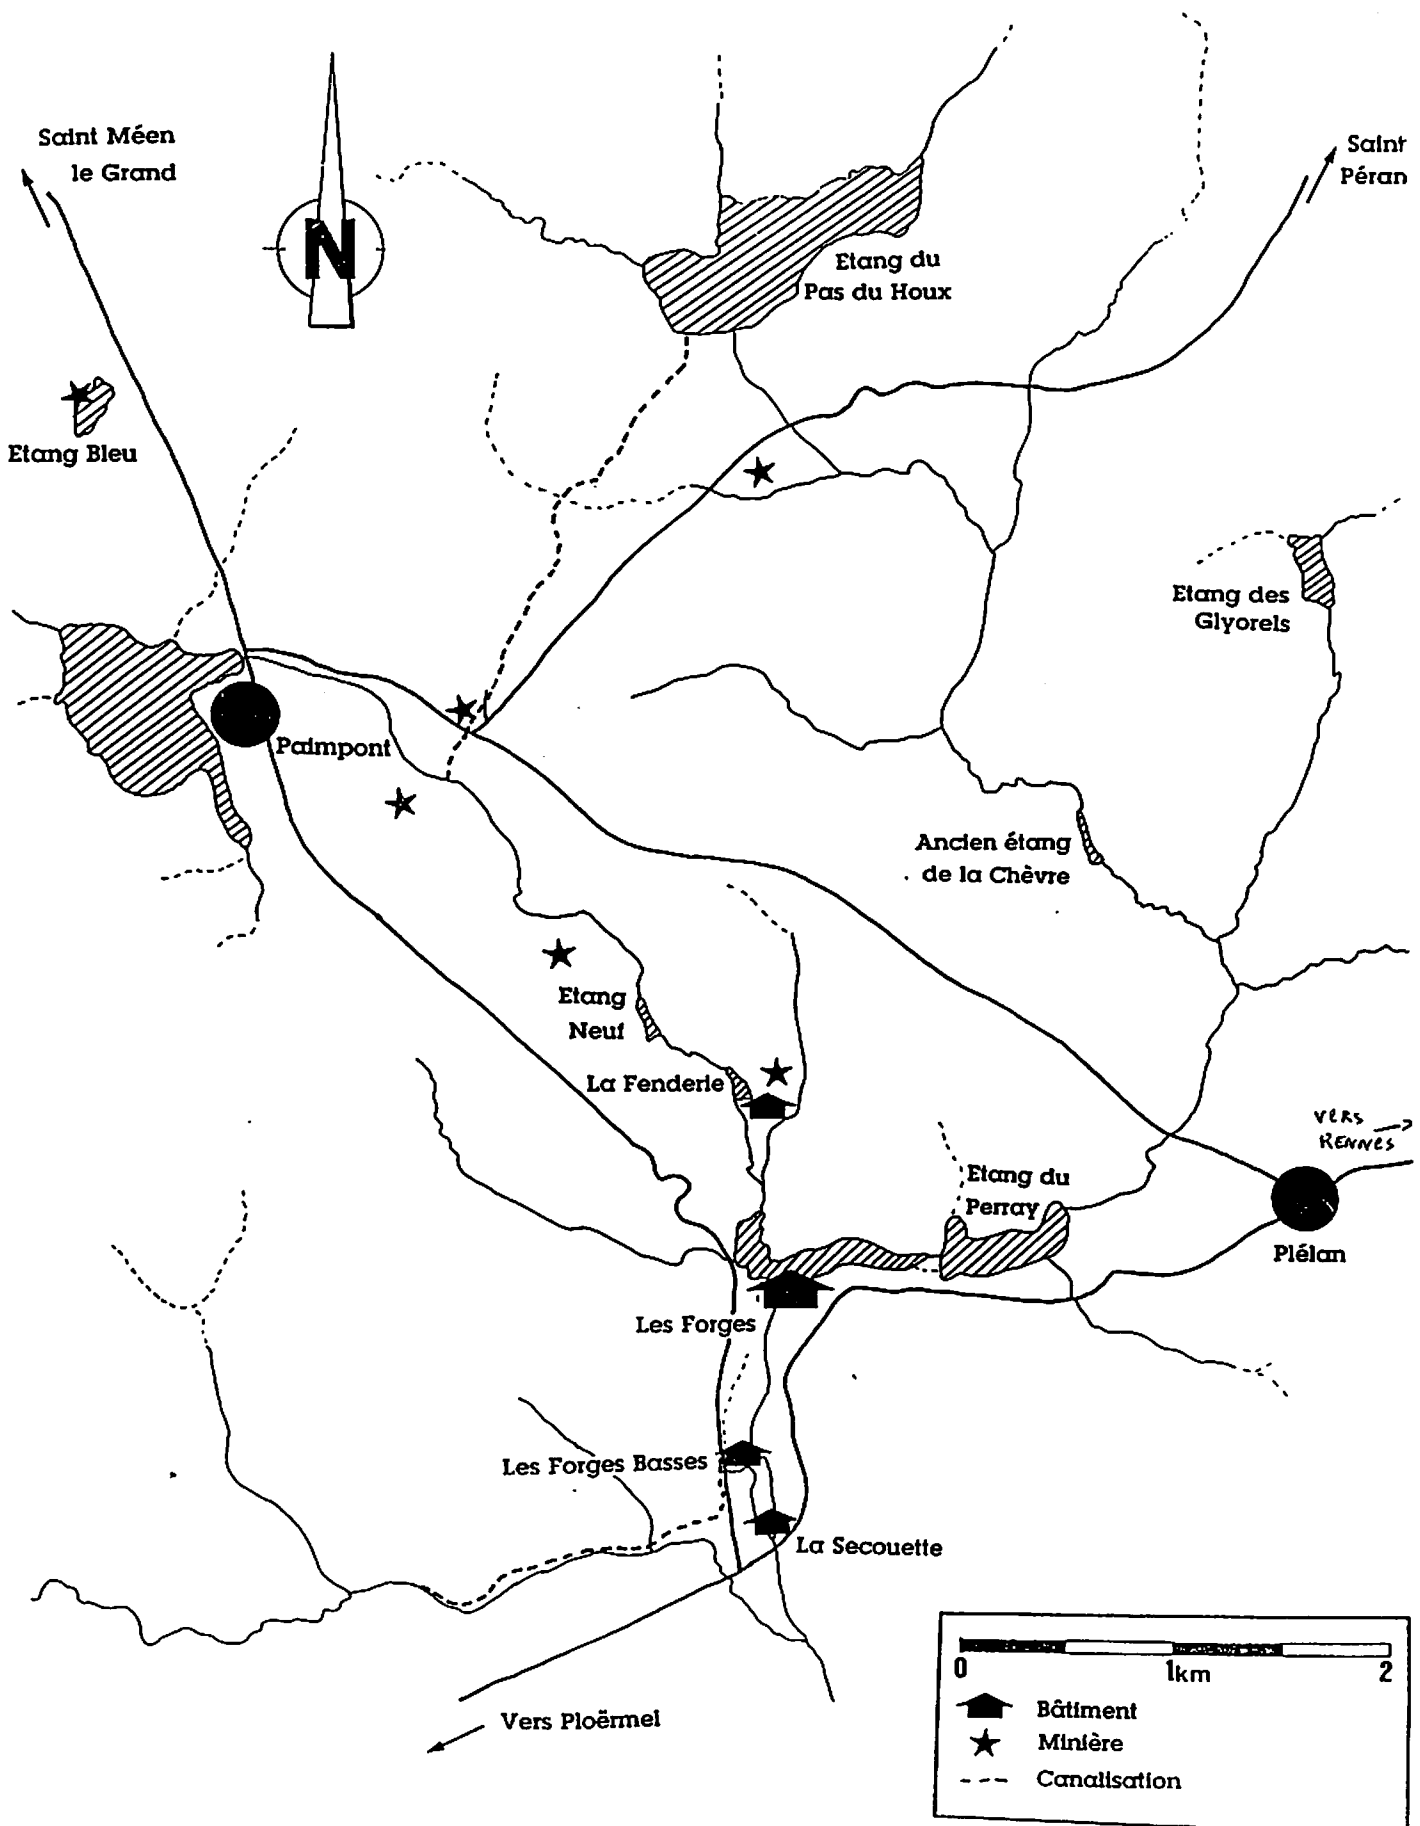 Saint Méen
le Grand
N
Saint
Péran
Etang du
Pas du Houx
Etang Bleu
Etang des
Glyorels
Paimpont
Ancien étang
de la Chèvre
Etang
Neuf
La Fenderie
VERS
RENNES
Etang du
Perray
Plélan
Les Forges
Les Forges Basses
La Secouette
Vers Ploërmel
0 1km 2
Bâtiment
Minière
Canalisation